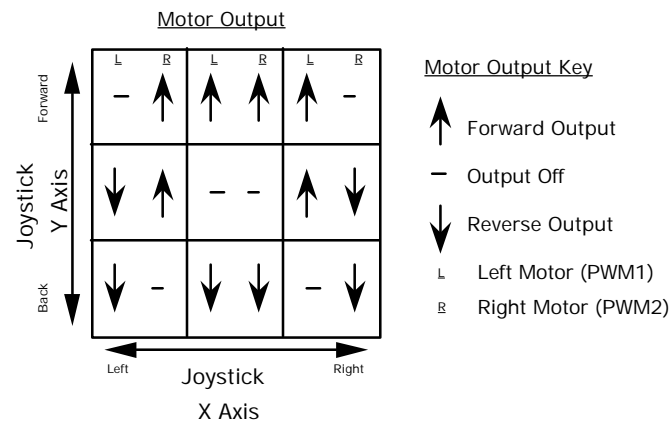 Motor Output
L R L R L R
Motor Output Key
Forward Output
Output Off
Reverse Output
L Left Motor (PWM1)
R Right Motor (PWM2)
Forward
Joystick
Y Axis
Back
Left
Right
Joystick
X Axis